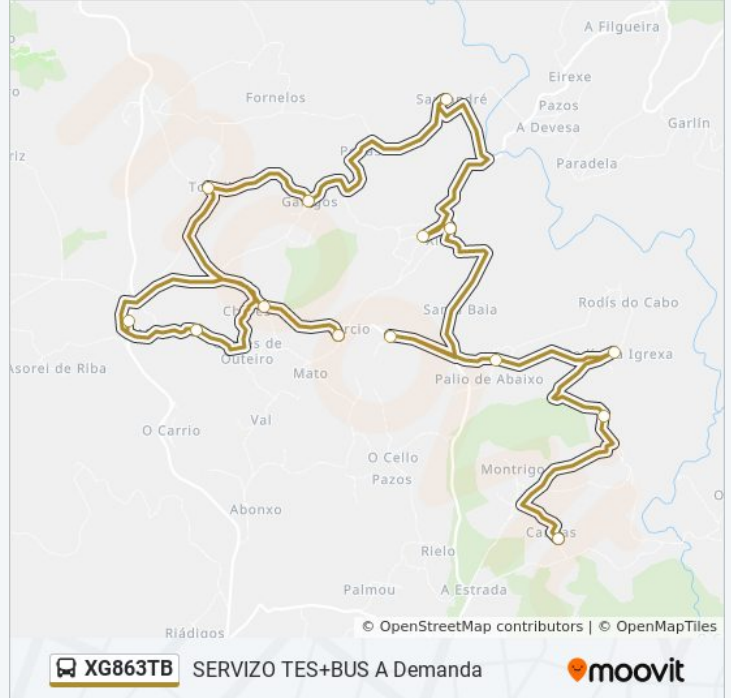 A Filgueira
Eirexe
Fornelos
Pazos
A Devesa
Garlín
Paradela
Rodís do Cabo
Igrexa
Asorei de Riba
Outeiro
Mato
Palio de Abaixo
O Carrio
Val
O Cello
Pazos
Montrigo
Abonxo
Rielo
Palmou
A Estrada
Riádigos
© OpenStreetMap contributors | © OpenMapTiles
XG863TB
SERVIZO TES+BUS A Demanda
moovit